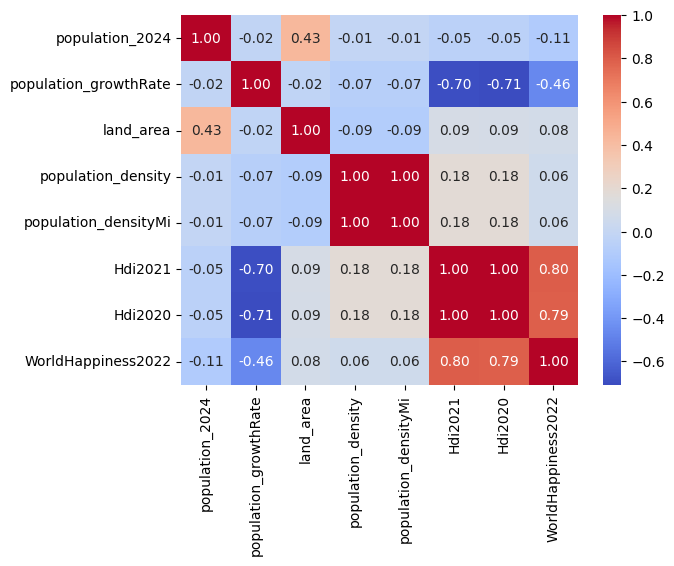 population_2024 1.00 -0.02 0.43 -0.01 -0.01 -0.05 -0.05 -0.11
population_growthRate -0.02 1.00 -0.02 -0.07 -0.07 -0.70 -0.71 -0.46
land_area 0.43 -0.02 1.00 -0.09 -0.09 0.09 0.09 0.08
population_density -0.01 -0.07 -0.09 1.00 1.00 0.18 0.18 0.06
population_densityMi -0.01 -0.07 -0.09 1.00 1.00 0.18 0.18 0.06
Hdi2021 -0.05 -0.70 0.09 0.18 0.18 1.00 1.00 0.80
Hdi2020 -0.05 -0.71 0.09 0.18 0.18 1.00 1.00 0.79
WorldHappiness2022 -0.11 -0.46 0.08 0.06 0.06 0.80 0.79 1.00
population_2024
population_growthRate
land_area
population_density
population_densityMi
Hdi2021
Hdi2020
WorldHappiness2022
1.0
0.8
0.6
0.4
0.2
0.0
−0.2
−0.4
−0.6